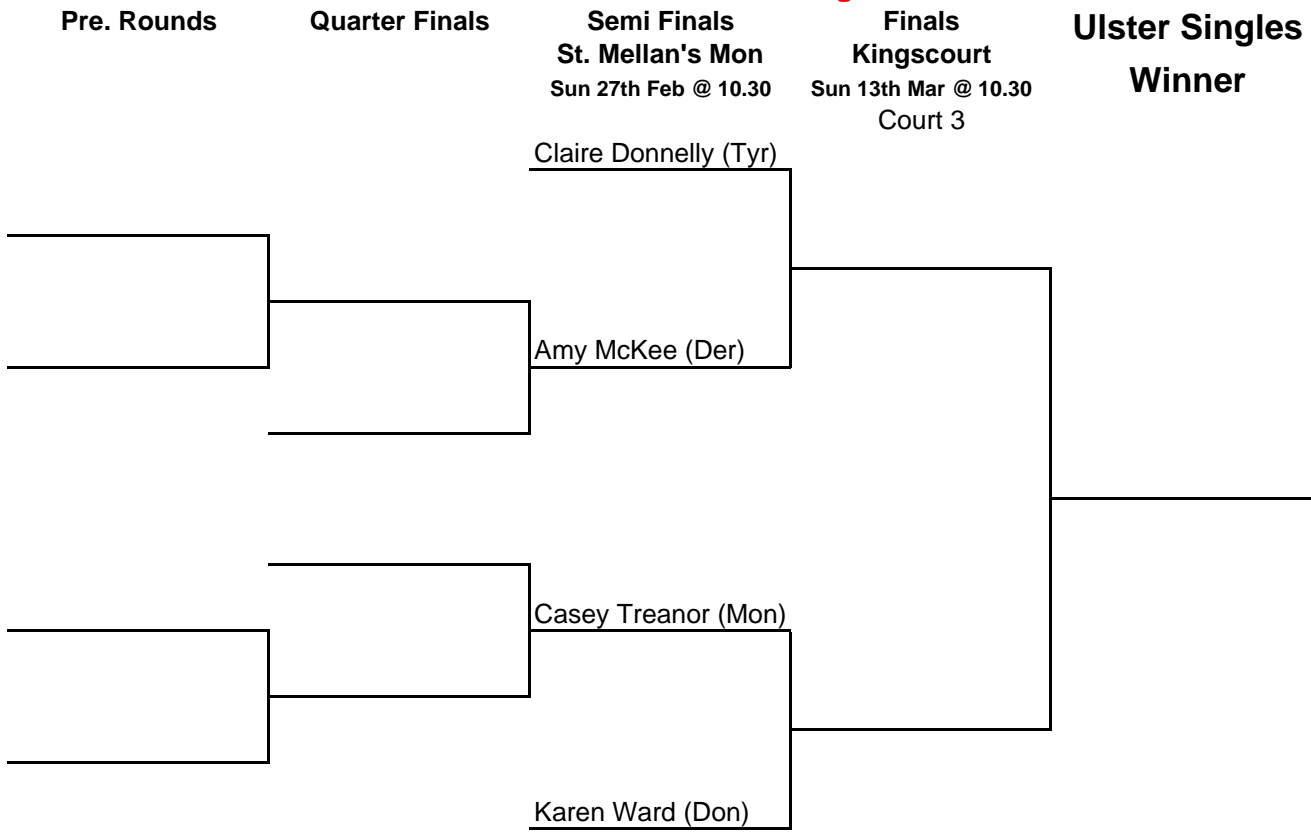 Pre. Rounds
Quarter Finals
Semi Finals
St. Mellan's Mon
Sun 27th Feb @ 10.30
Finals
Kingscourt
Sun 13th Mar @ 10.30
Court 3
Ulster Singles
Winner
Claire Donnelly (Tyr)
Amy McKee (Der)
Casey Treanor (Mon)
Karen Ward (Don)